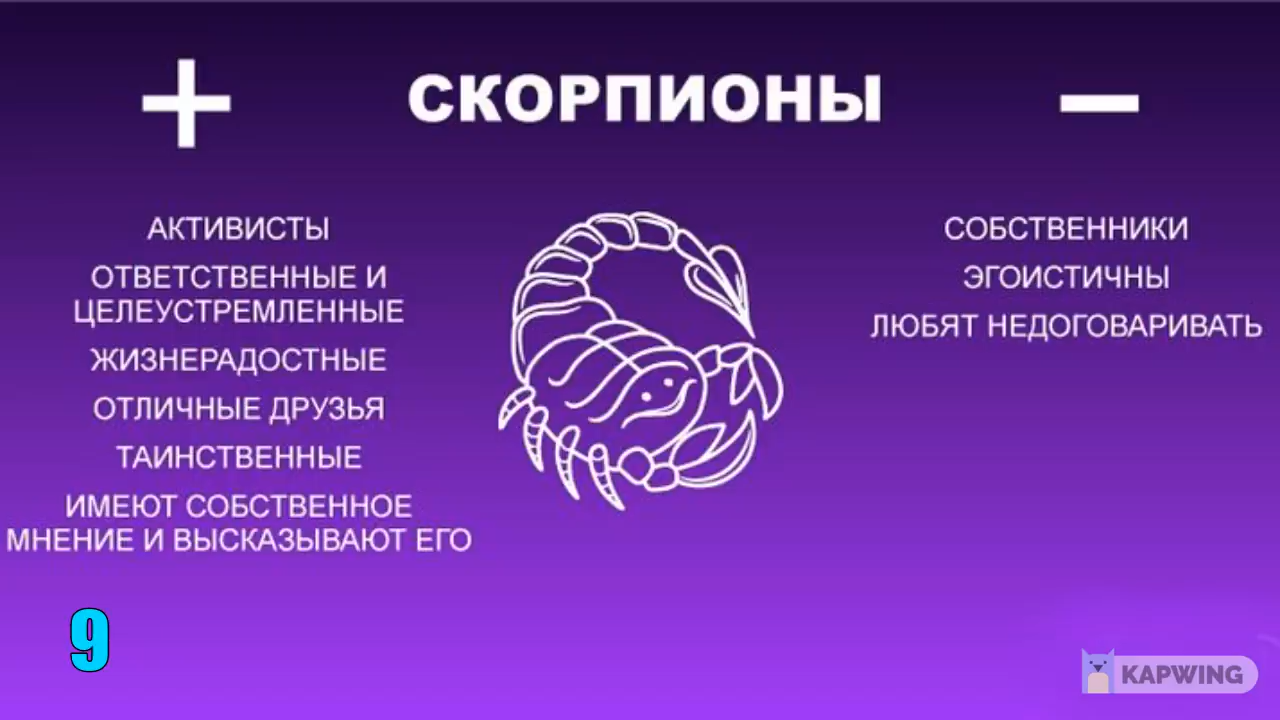 + СКОРПИОНЫ −
АКТИВИСТЫ
ОТВЕТСТВЕННЫЕ И
ЦЕЛЕУСТРЕМЛЕННЫЕ
ЖИЗНЕРАДОСТНЫЕ
ОТЛИЧНЫЕ ДРУЗЬЯ
ТАИНСТВЕННЫЕ
ИМЕЮТ СОБСТВЕННОЕ
МНЕНИЕ И ВЫСКАЗЫВАЮТ ЕГО
СОБСТВЕННИКИ
ЭГОИСТИЧНЫ
ЛЮБЯТ НЕДОГОВАРИВАТЬ
9
KAPWING